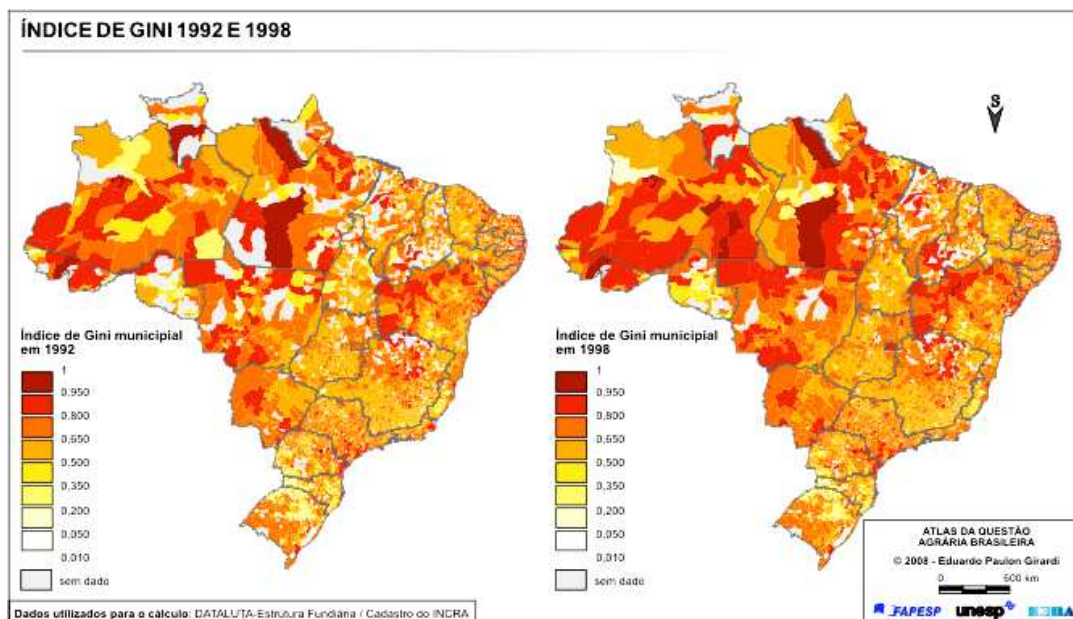 ÍNDICE DE GINI 1992 E 1998
S
Índice de Gini municipial
em 1992
1
0,950
0,800
0,650
0,500
0,350
0,200
0,050
0,010
sem dado
Índice de Gini municipial
em 1998
1
0,950
0,800
0,650
0,500
0,350
0,200
0,050
0,010
sem dado
ATLAS DA QUESTÃO
AGRÁRIA BRASILEIRA
© 2008 - Eduardo Paulon Girardi
0 500 km
FAPESP unesp
Dados utilizados para o cálculo: DATALUTA-Estrutura Fundiária / Cadastro do INCRA